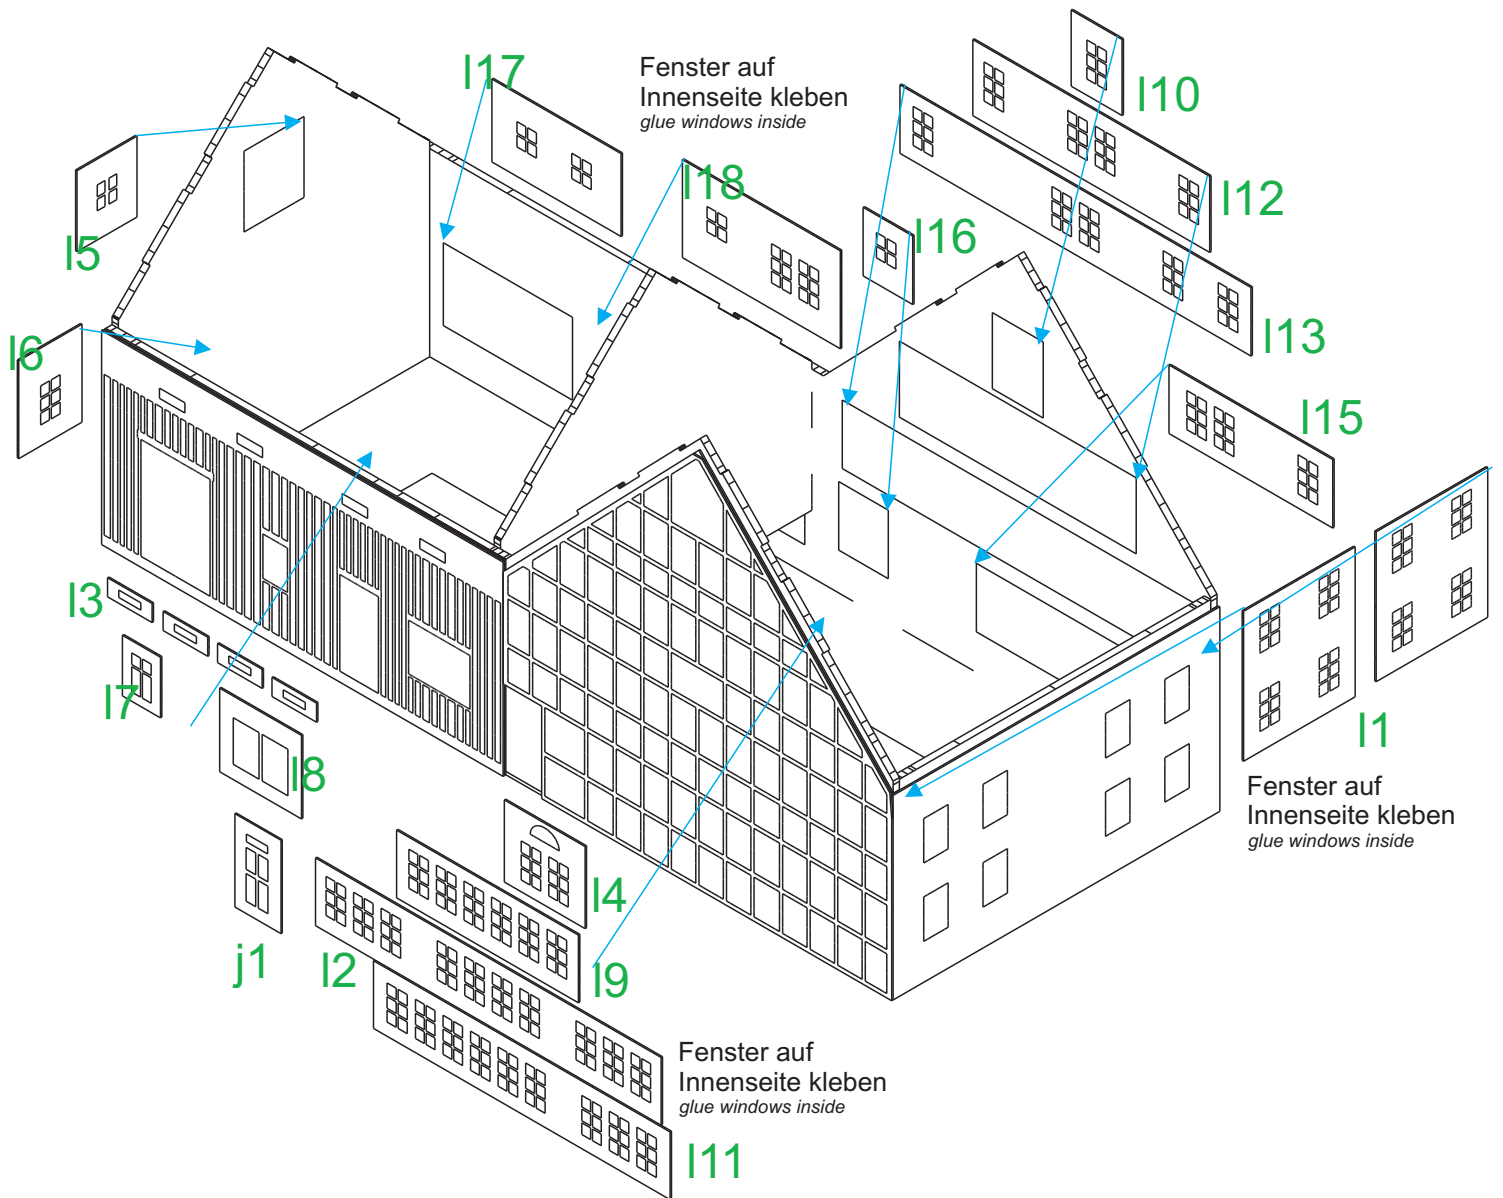 l17
Fenster auf
Innenseite kleben
glue windows inside
l10
l18
l12
l5
l16
l6
l13
l15
l3
l7
l1
l8
Fenster auf
Innenseite kleben
glue windows inside
l4
j1
l2
l9
Fenster auf
Innenseite kleben
glue windows inside
l11